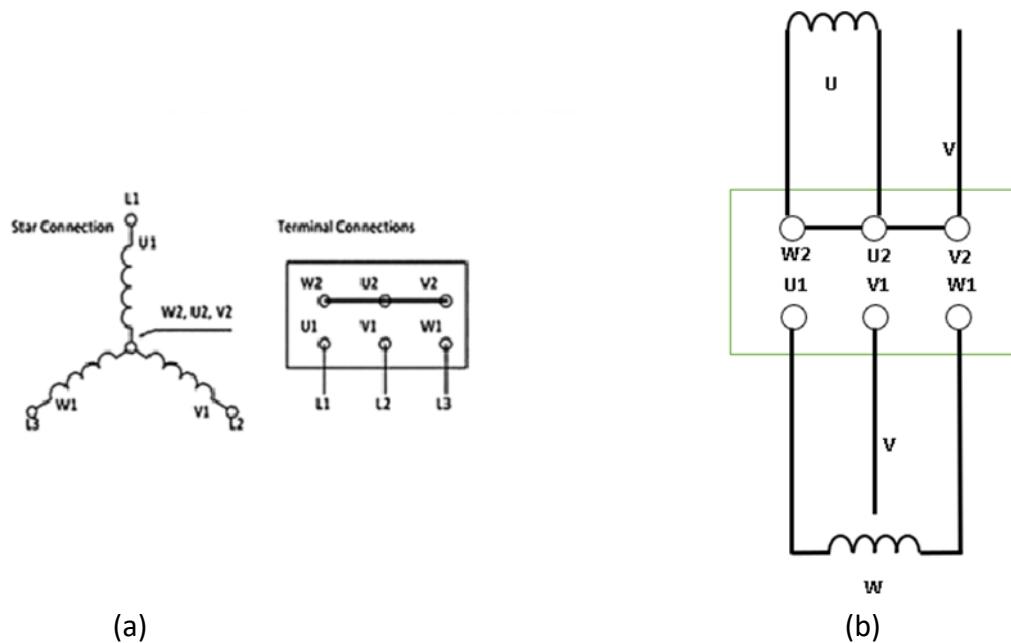 L1
Star Connection
U1
W2, U2, V2
W1
V1
L3
L2
Terminal Connections
W2 U2 V2
U1 V1 W1
L1 L2 L3
(a)
U
V
W2 U2 V2
U1 V1 W1
V
W
(b)